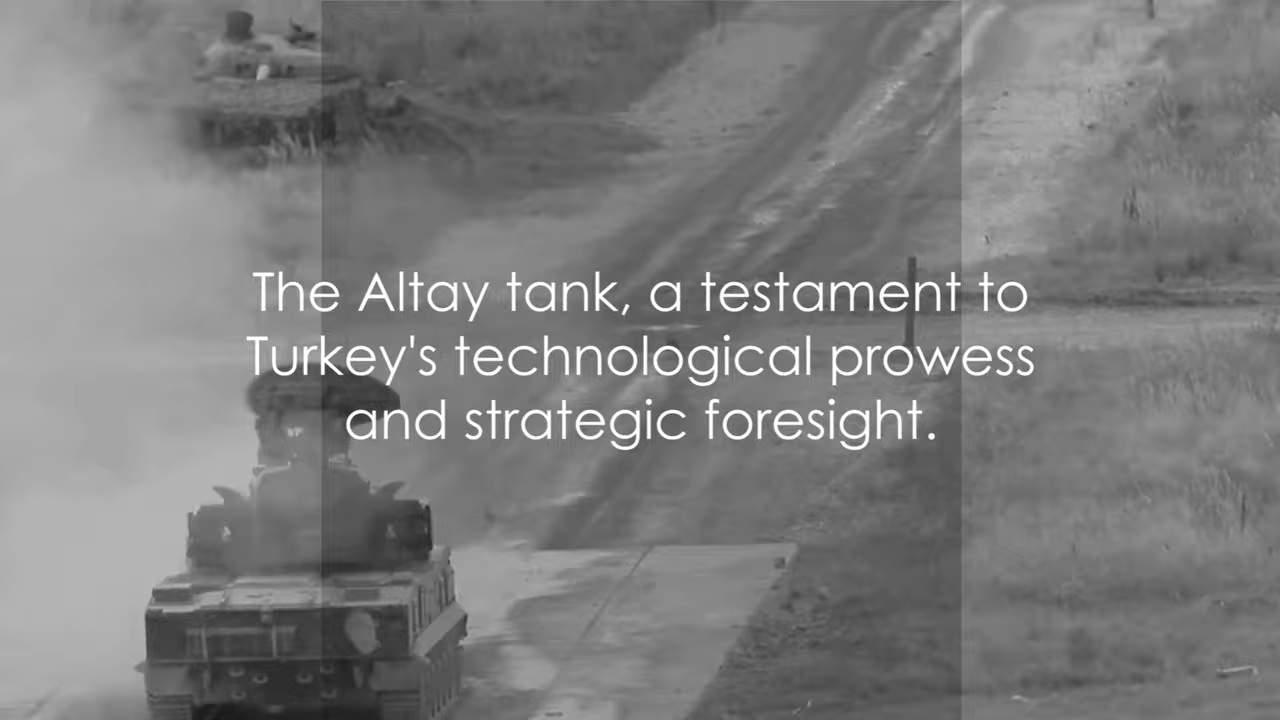 The Altay tank, a testament to
Turkey's technological prowess
and strategic foresight.